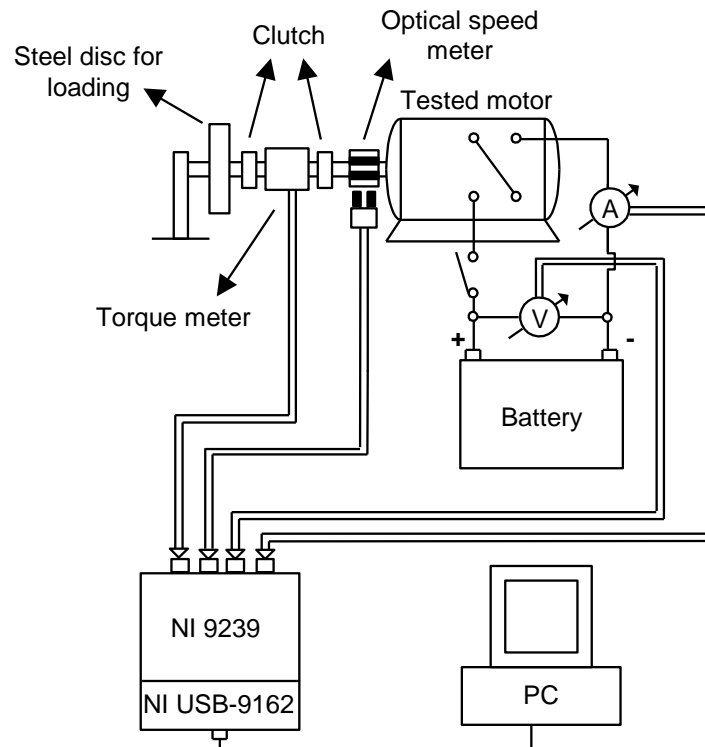 Steel disc for
loading
Clutch
Optical speed
meter
Tested motor
A
Torque meter
V
+
-
Battery
NI 9239
NI USB-9162
PC